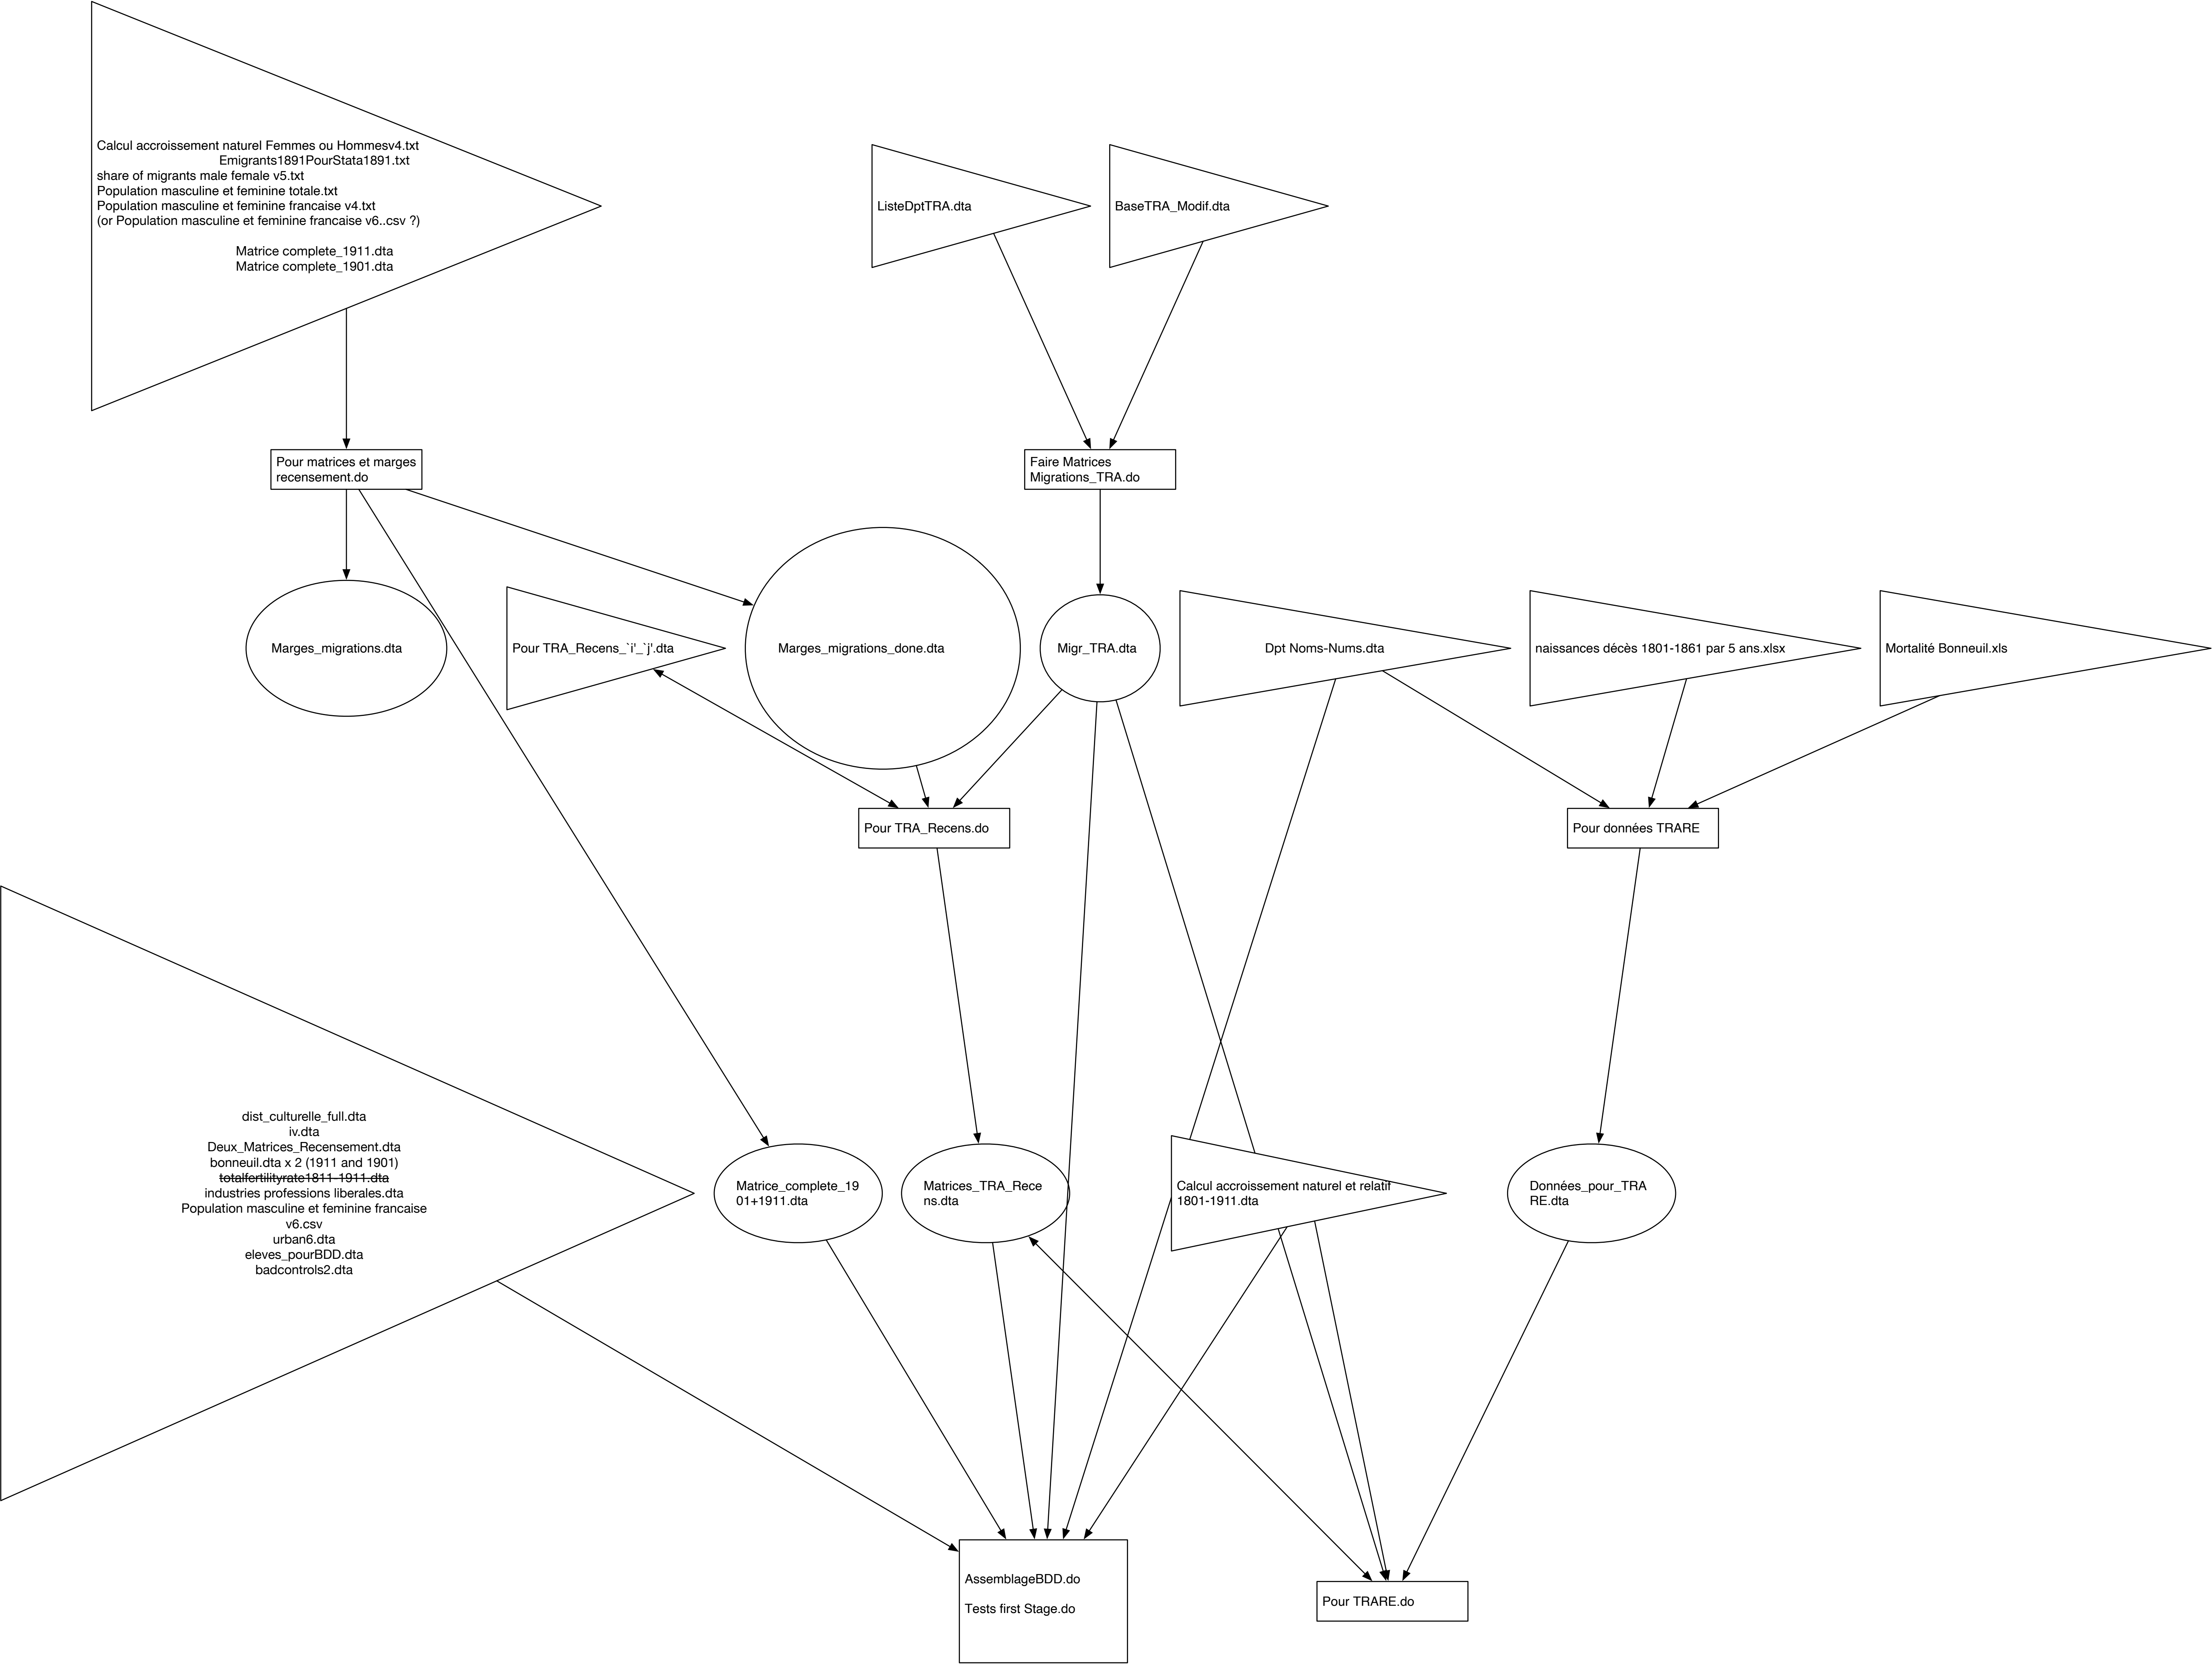 Calcul accroissement naturel Femmes ou Hommesv4.txt
Emigrants1891PourStata1891.txt
share of migrants male female v5.txt
Population masculine et feminine totale.txt
Population masculine et feminine francaise v4.txt
(or Population masculine et feminine francaise v6..csv ?)
Matrice complete_1911.dta
Matrice complete_1901.dta
ListeDptTRA.dta
BaseTRA_Modif.dta
Pour matrices et marges
recensement.do
Faire Matrices
Migrations_TRA.do
Marges_migrations.dta
Pour TRA_Recens_`i'_`j'.dta
Marges_migrations_done.dta
Migr_TRA.dta
Dpt Noms-Nums.dta
naissances décès 1801-1861 par 5 ans.xlsx
Mortalité Bonneuil.xls
Pour TRA_Recens.do
Pour données TRARE
dist_culturelle_full.dta
iv.dta
Deux_Matrices_Recensement.dta
bonneuil.dta x 2 (1911 and 1901)
totalfertilityrate1811-1911.dta
industries professions liberales.dta
Population masculine et feminine francaise
v6.csv
urban6.dta
eleves_pourBDD.dta
badcontrols2.dta
Matrice_complete_19
01+1911.dta
Matrices_TRA_Rece
ns.dta
Calcul accroissement naturel et relatif
1801-1911.dta
Données_pour_TRA
RE.dta
AssemblageBDD.do
Tests first Stage.do
Pour TRARE.do